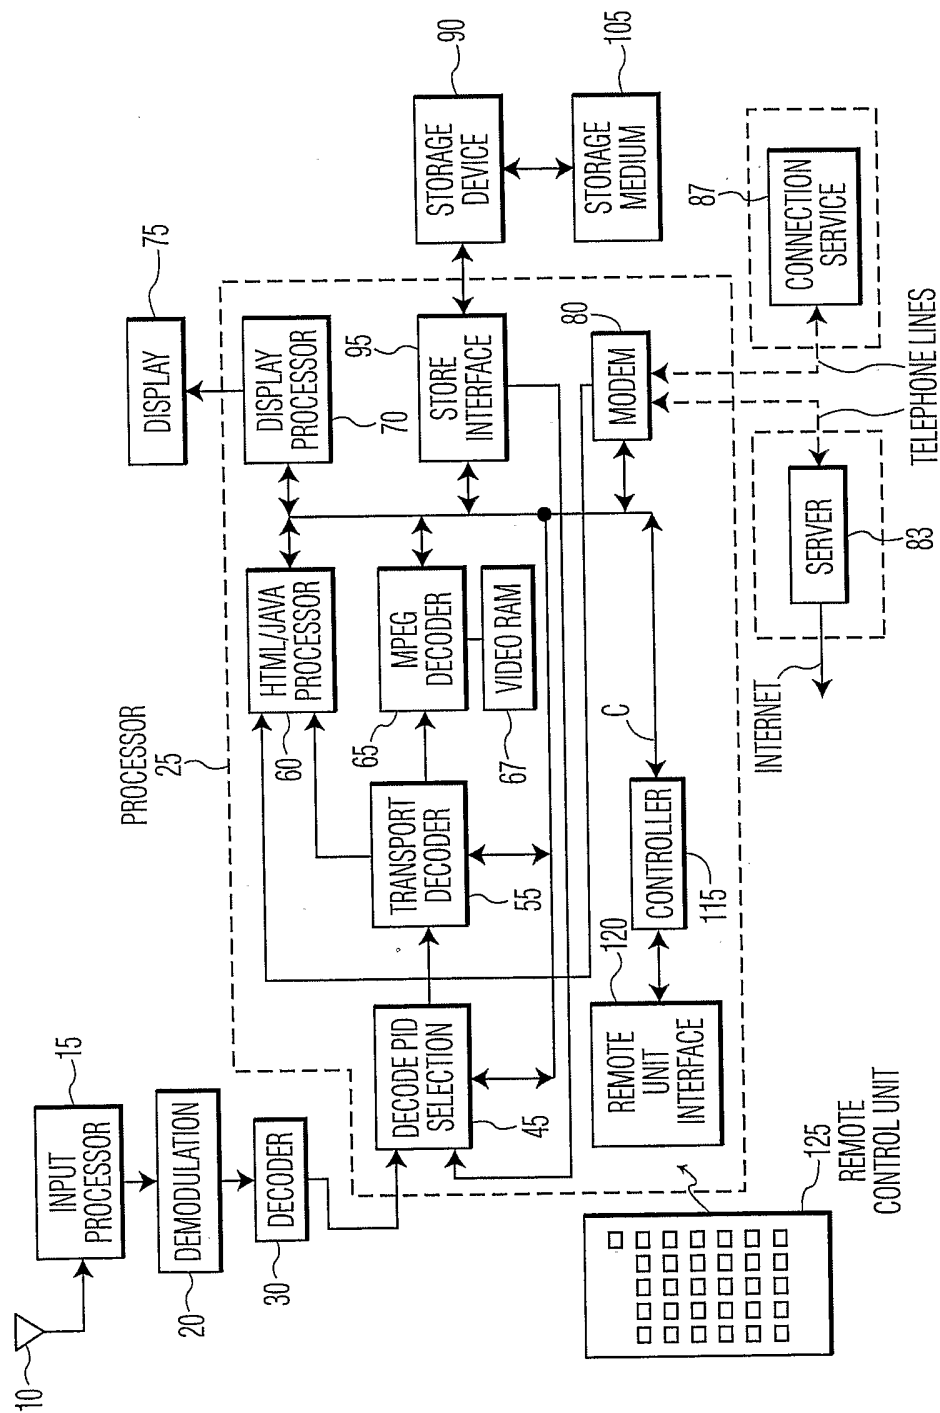 10
INPUT
PROCESSOR
15
DEMODULATION
20
DECODER
30
PROCESSOR
25
DECODE PID
SELECTION
45
TRANSPORT
DECODER
55
HTML/JAVA
PROCESSOR
60
MPEG
DECODER
65
VIDEO RAM
67
DISPLAY
PROCESSOR
70
DISPLAY
75
STORE
INTERFACE
95
STORAGE
DEVICE
90
STORAGE
MEDIUM
105
MODEM
80
CONNECTION
SERVICE
87
TELEPHONE LINES
SERVER
83
INTERNET
C
CONTROLLER
115
REMOTE
UNIT
INTERFACE
120
125
REMOTE
CONTROL UNIT